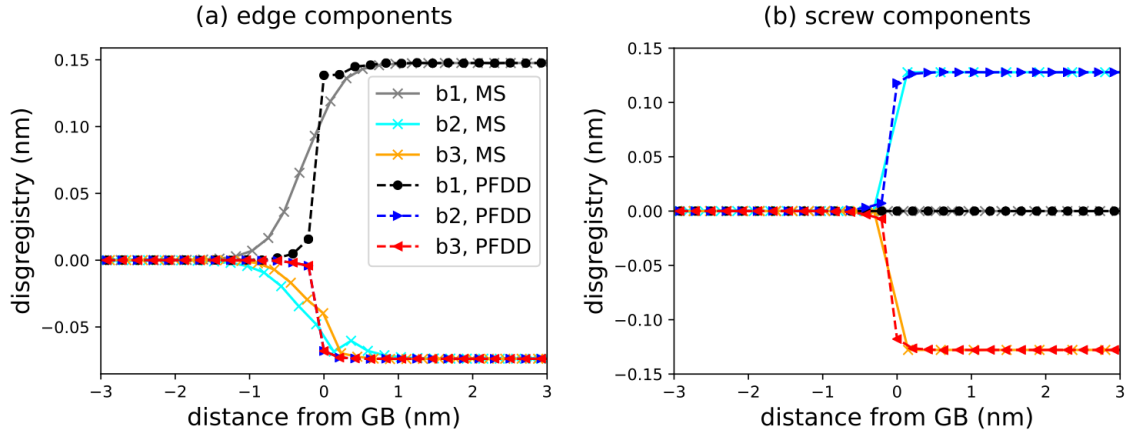 (a) edge components
disgregistry (nm)
0.15
0.10
0.05
0.00
−0.05
b1, MS
b2, MS
b3, MS
b1, PFDD
b2, PFDD
b3, PFDD
−3 −2 −1 0 1 2 3
distance from GB (nm)
(b) screw components
disgregistry (nm)
0.15
0.10
0.05
0.00
−0.05
−0.10
−0.15
−3 −2 −1 0 1 2 3
distance from GB (nm)